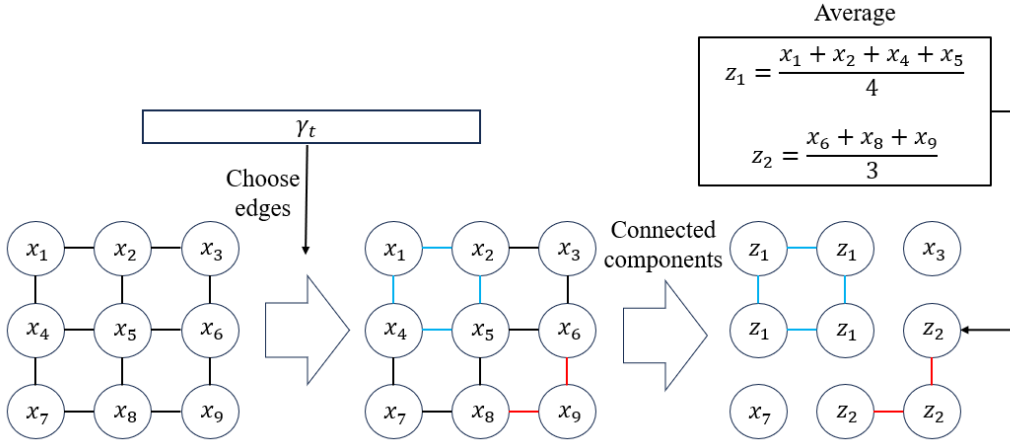 Average
z₁ = (x₁ + x₂ + x₄ + x₅)/4
z₂ = (x₆ + x₈ + x₉)/3
γₜ
Choose
edges
Connected
components
x₁ x₂ x₃ x₁ x₂ x₃ z₁ z₁ x₃
x₄ x₅ x₆ x₄ x₅ x₆ z₁ z₁ z₂
x₇ x₈ x₉ x₇ x₈ x₉ x₇ z₂ z₂